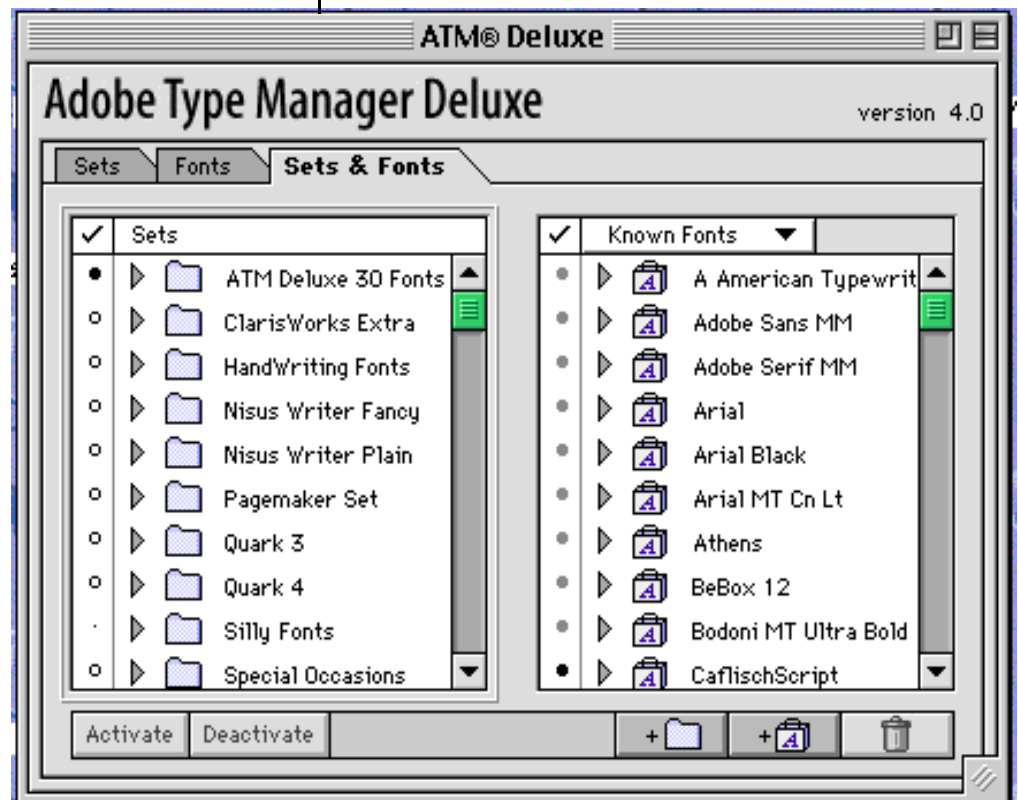 ATM® Deluxe
Adobe Type Manager Deluxe
version 4.0
Sets
Fonts
Sets & Fonts
Sets
ATM Deluxe 30 Fonts
ClarisWorks Extra
HandWriting Fonts
Nisus Writer Fancy
Nisus Writer Plain
Pagemaker Set
Quark 3
Quark 4
Silly Fonts
Special Occasions
Known Fonts
A American Typewrit
Adobe Sans MM
Adobe Serif MM
Arial
Arial Black
Arial MT Cn Lt
Athens
BeBox 12
Bodoni MT Ultra Bold
CaflischScript
Activate
Deactivate
+
+A